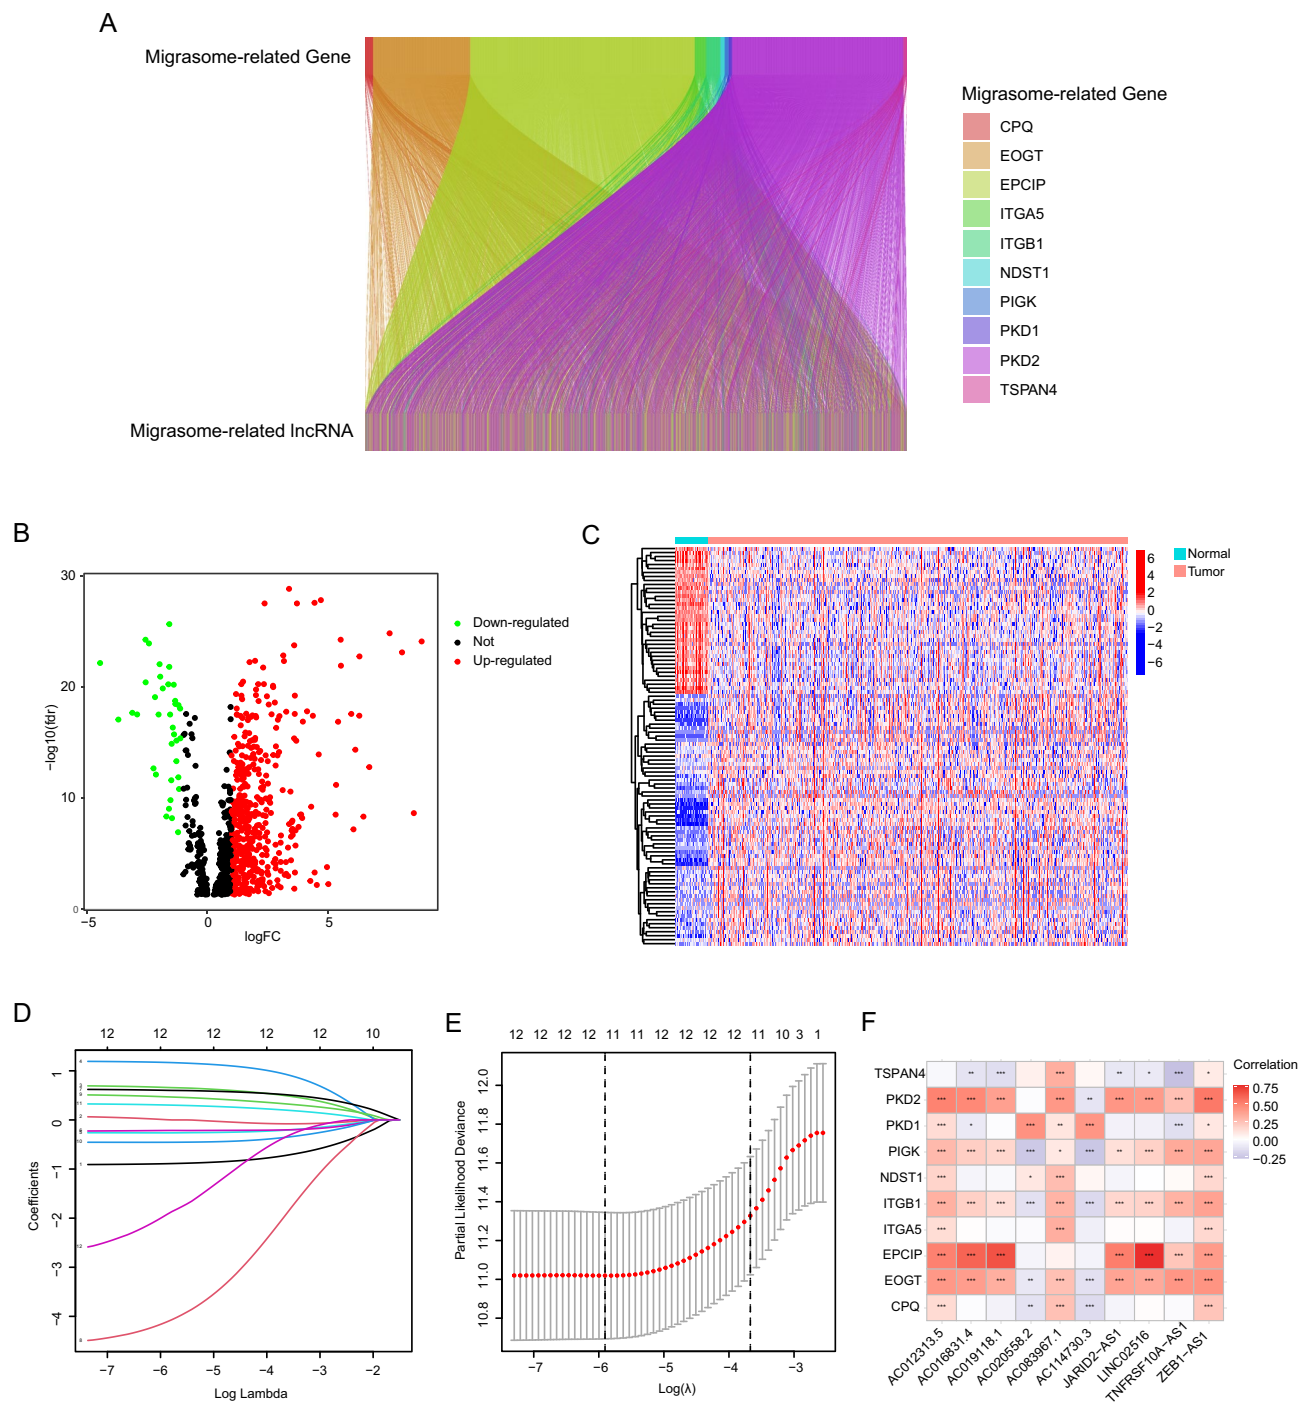 A
Migrasome-related Gene
Migrasome-related lncRNA
Migrasome-related Gene
CPQ
EOGT
EPCIP
ITGA5
ITGB1
NDST1
PIGK
PKD1
PKD2
TSPAN4
B
30
20
10
0
−log10(fdr)
−5 0 5
logFC
Down-regulated
Not
Up-regulated
C
6
4
2
0
−2
−4
−6
Normal
Tumor
D
12 12 12 12 12 10
1
0
−1
−2
−3
−4
Coefficients
−7 −6 −5 −4 −3 −2
Log Lambda
E
12 12 12 12 11 11 12 12 12 12 11 10 3 1
12.0
11.8
11.6
11.4
11.2
11.0
10.8
Partial Likelihood Deviance
−7 −6 −5 −4 −3
Log(λ)
F
TSPAN4
PKD2
PKD1
PIGK
NDST1
ITGB1
ITGA5
EPCIP
EOGT
CPQ
AC012313.5
AC016831.4
AC019118.1
AC020558.2
AC083967.1
AC114730.3
JARID2−AS1
LINC02516
TNFRSF10A−AS1
ZEB1−AS1
Correlation
0.75
0.50
0.25
0.00
−0.25